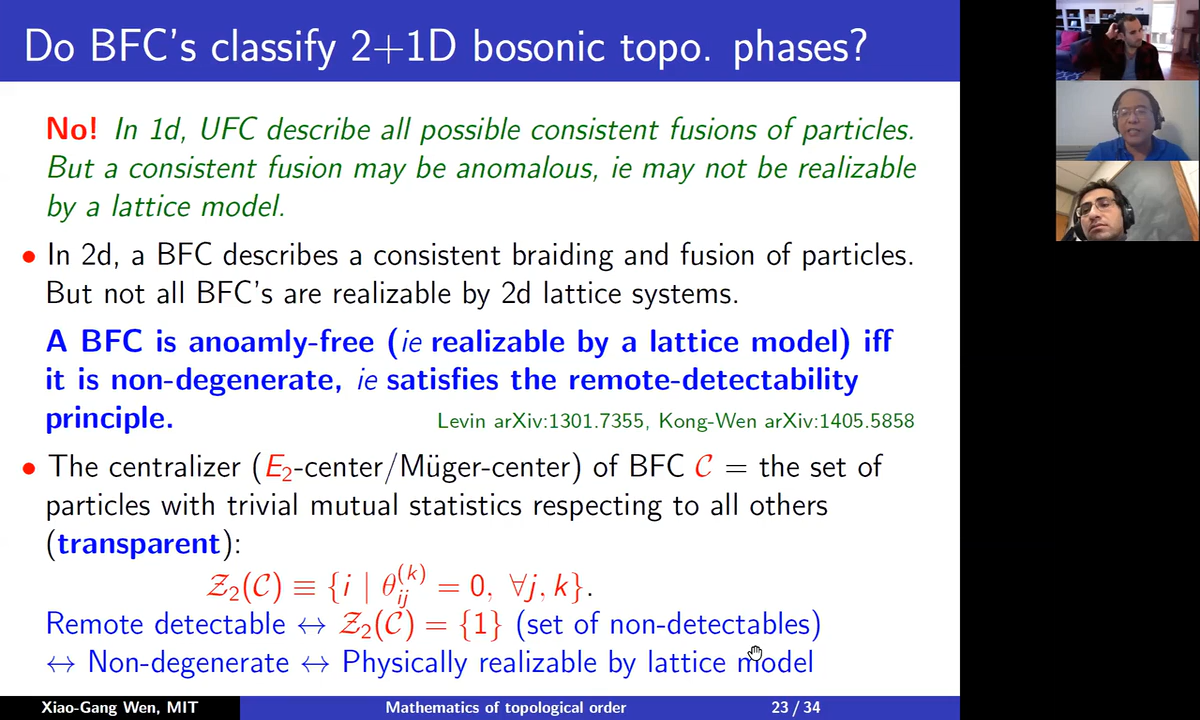 Do BFC's classify 2+1D bosonic topo. phases?
No! In 1d, UFC describe all possible consistent fusions of particles.
But a consistent fusion may be anomalous, ie may not be realizable
by a lattice model.
• In 2d, a BFC describes a consistent braiding and fusion of particles.
But not all BFC's are realizable by 2d lattice systems.
A BFC is anoamly-free (ie realizable by a lattice model) iff
it is non-degenerate, ie satisfies the remote-detectability
principle. Levin arXiv:1301.7355, Kong-Wen arXiv:1405.5858
• The centralizer (E₂-center/Müger-center) of BFC 𝒞 = the set of
particles with trivial mutual statistics respecting to all others
(transparent):
𝒵₂(𝒞) ≡ {i | θ_{ij}^{(k)} = 0, ∀j, k}.
Remote detectable ↔ 𝒵₂(𝒞) = {1} (set of non-detectables)
↔ Non-degenerate ↔ Physically realizable by lattice model
Xiao-Gang Wen, MIT Mathematics of topological order 23 / 34